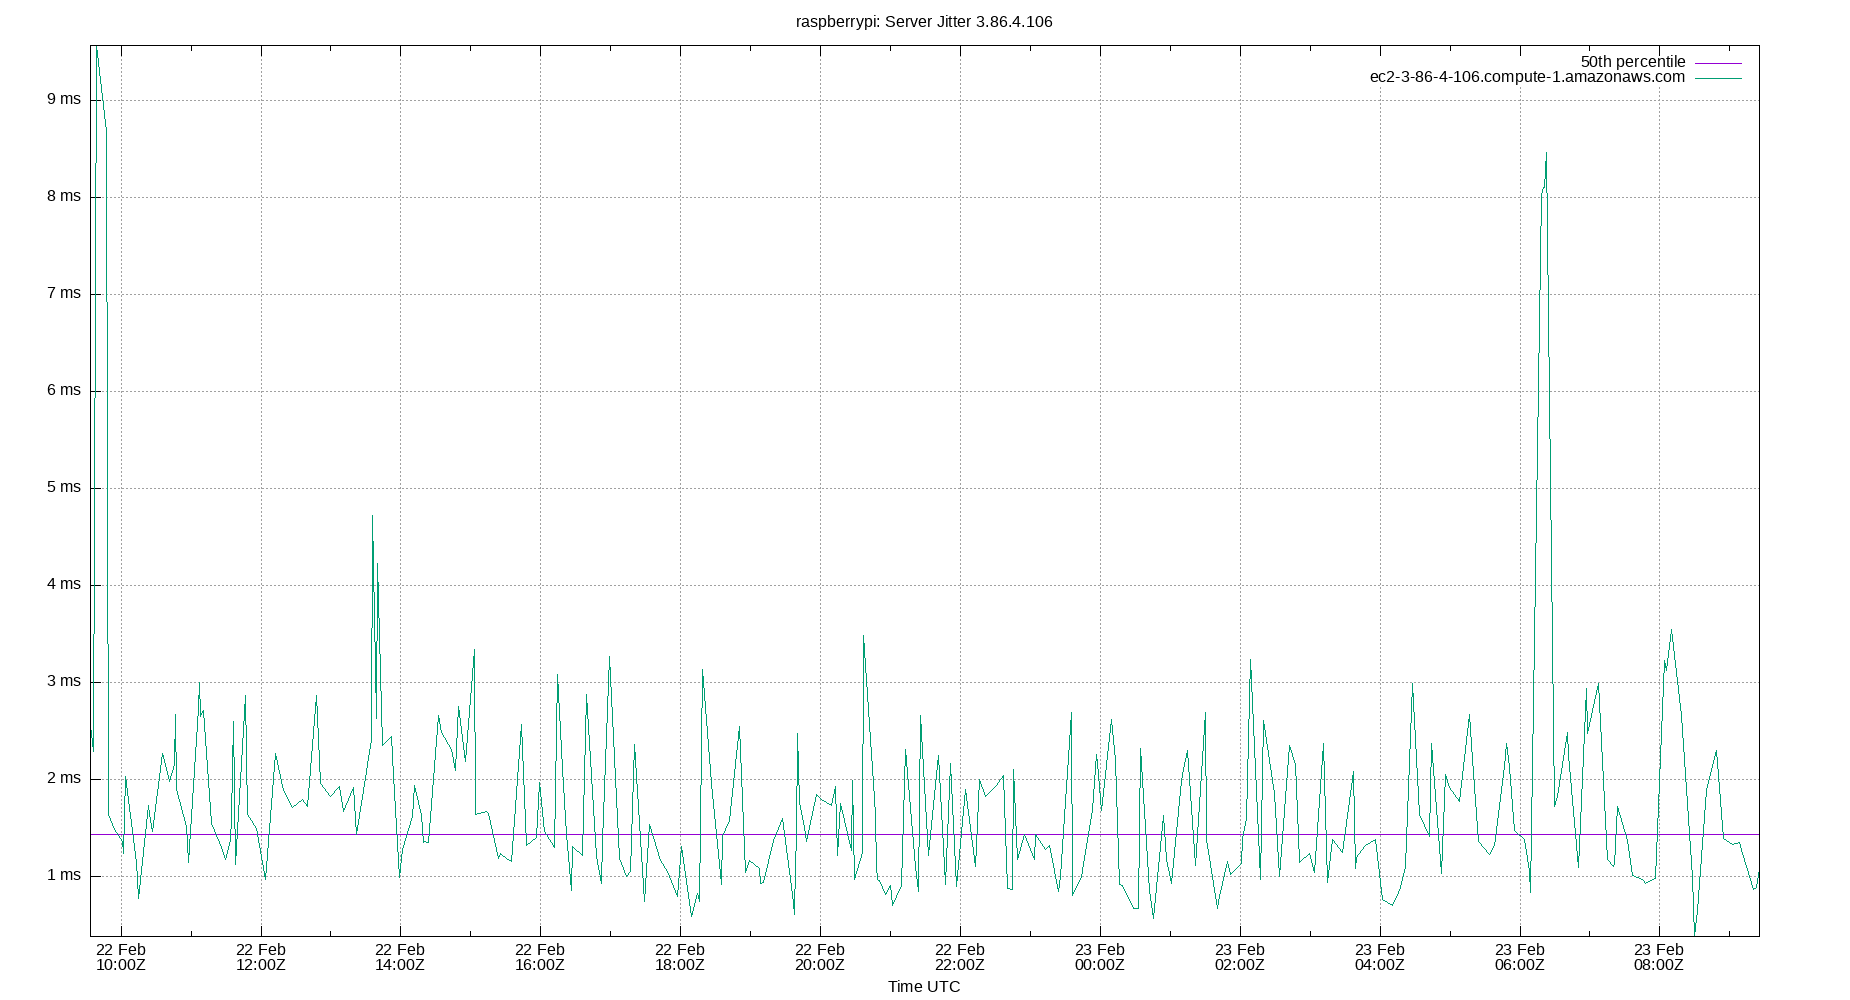 raspberrypi: Server Jitter 3.86.4.106
50th percentile
ec2-3-86-4-106.compute-1.amazonaws.com
9 ms
8 ms
7 ms
6 ms
5 ms
4 ms
3 ms
2 ms
1 ms
22 Feb 22 Feb 22 Feb 22 Feb 22 Feb 22 Feb 22 Feb 23 Feb 23 Feb 23 Feb 23 Feb 23 Feb
10:00Z 12:00Z 14:00Z 16:00Z 18:00Z 20:00Z 22:00Z 00:00Z 02:00Z 04:00Z 06:00Z 08:00Z
Time UTC